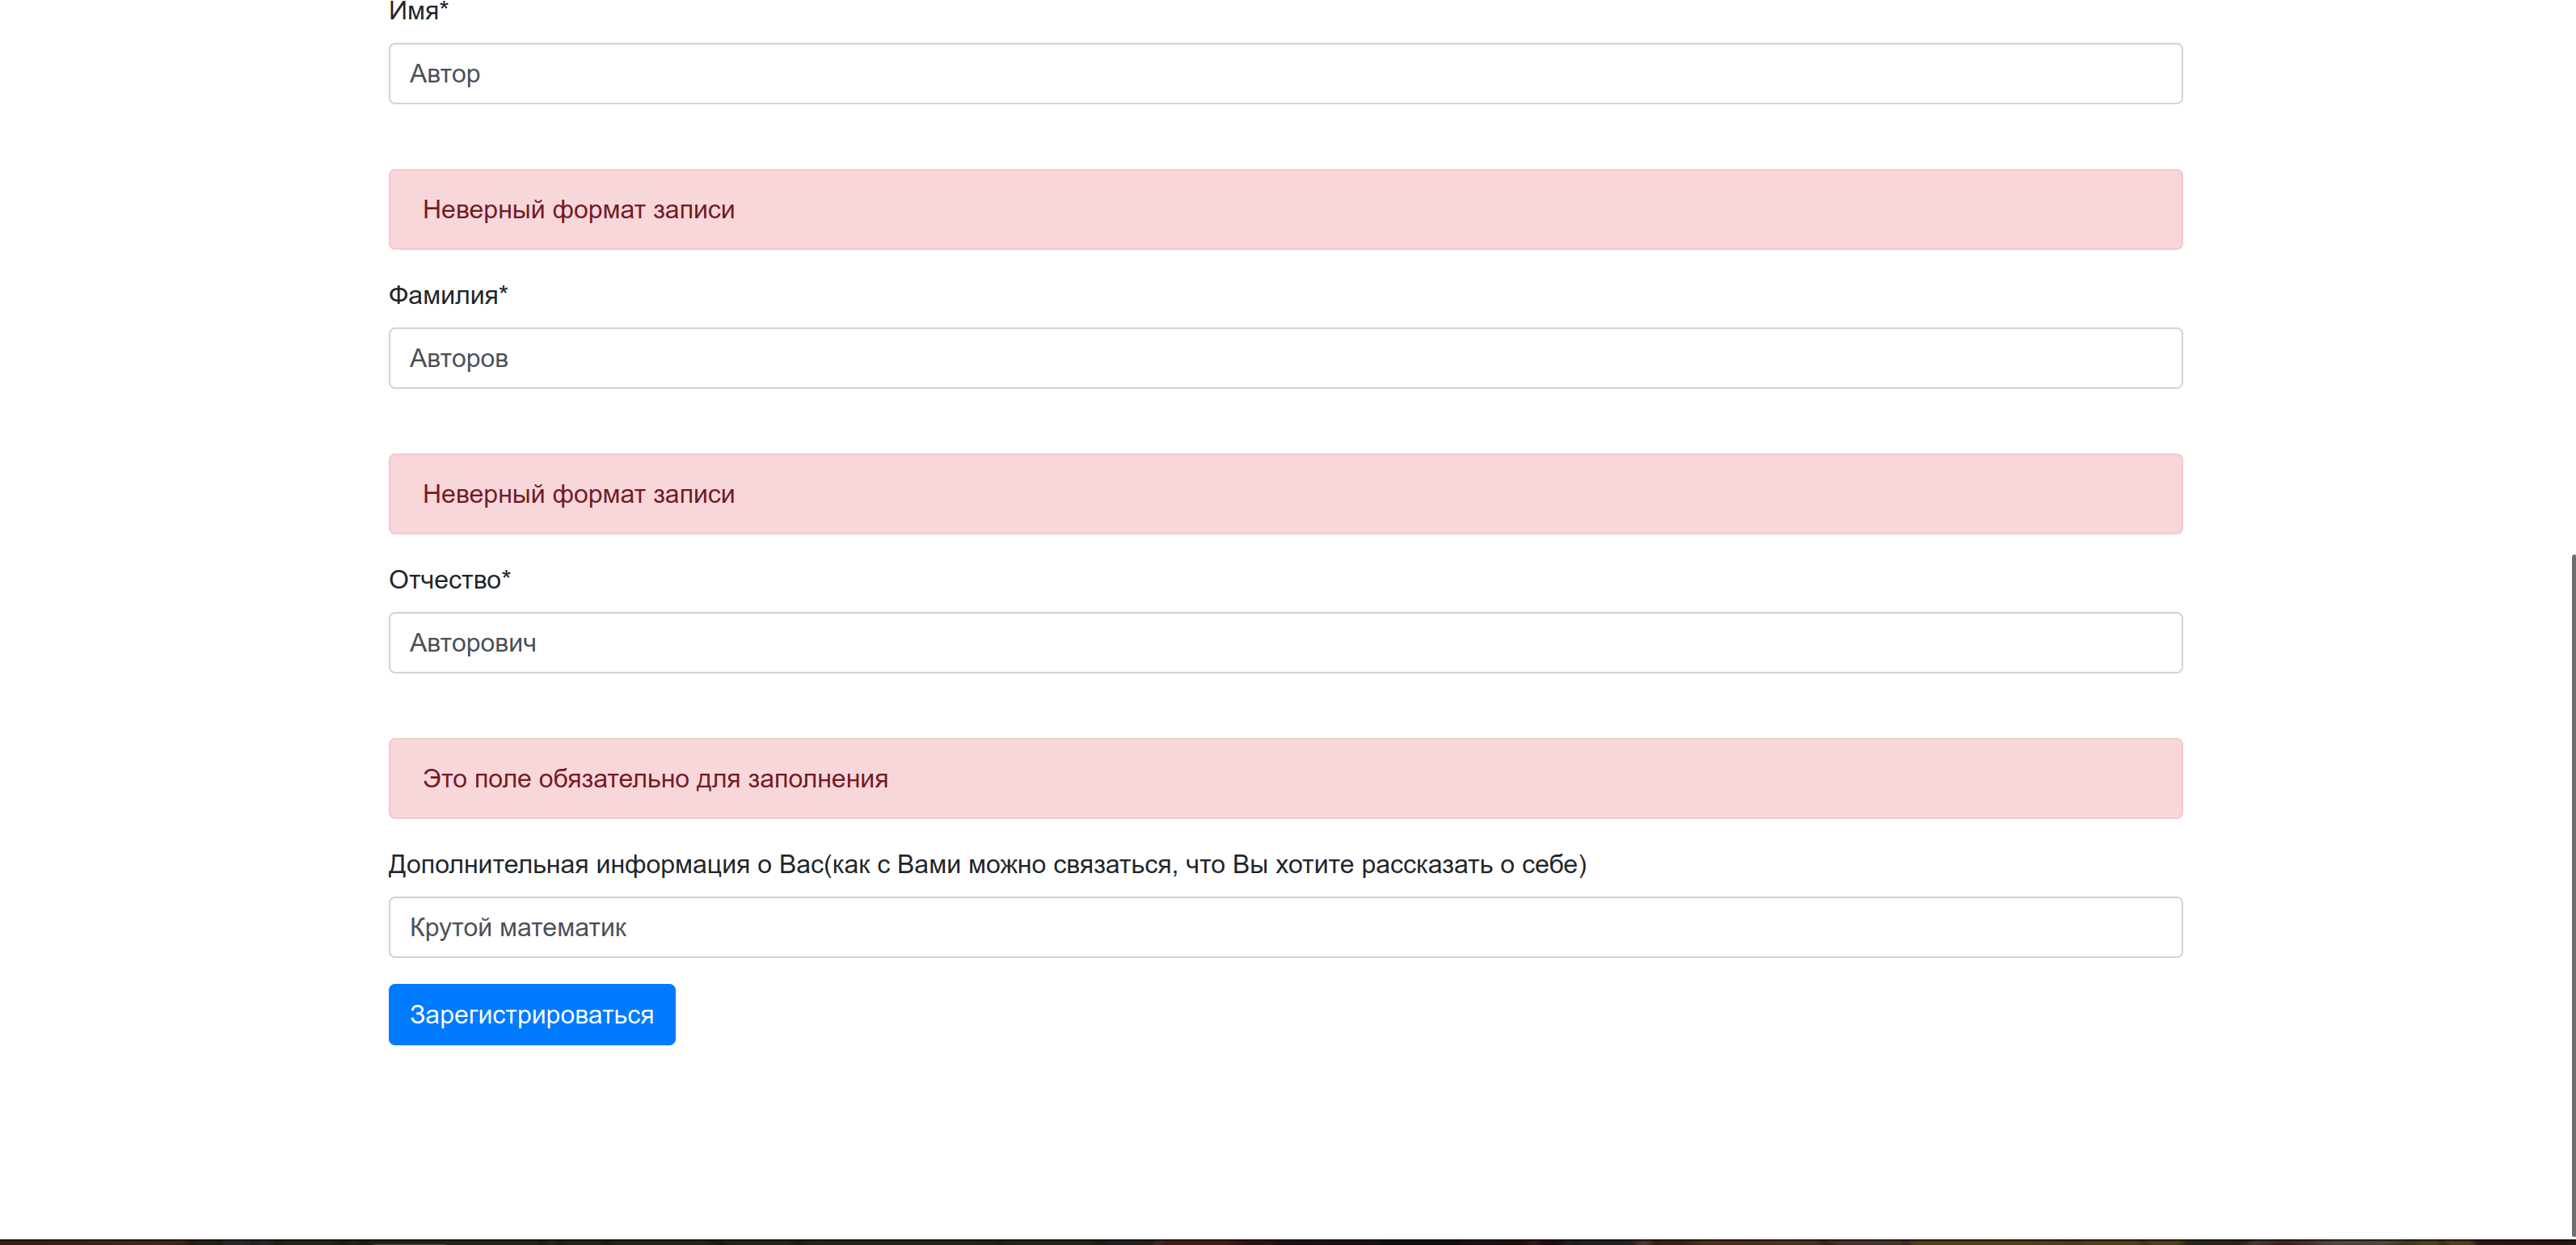 Имя*
Автор
Неверный формат записи
Фамилия*
Авторов
Неверный формат записи
Отчество*
Авторович
Это поле обязательно для заполнения
Дополнительная информация о Вас(как с Вами можно связаться, что Вы хотите рассказать о себе)
Крутой математик
Зарегистрироваться